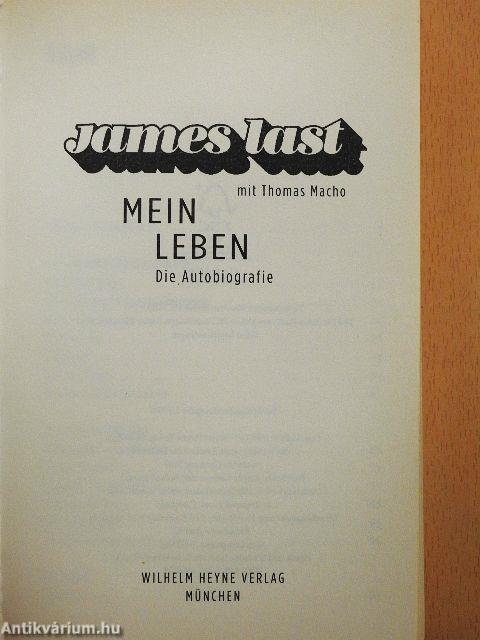 James last
mit Thomas Macho
MEIN
LEBEN
Die Autobiografie
WILHELM HEYNE VERLAG
MÜNCHEN
Antikvárium.hu